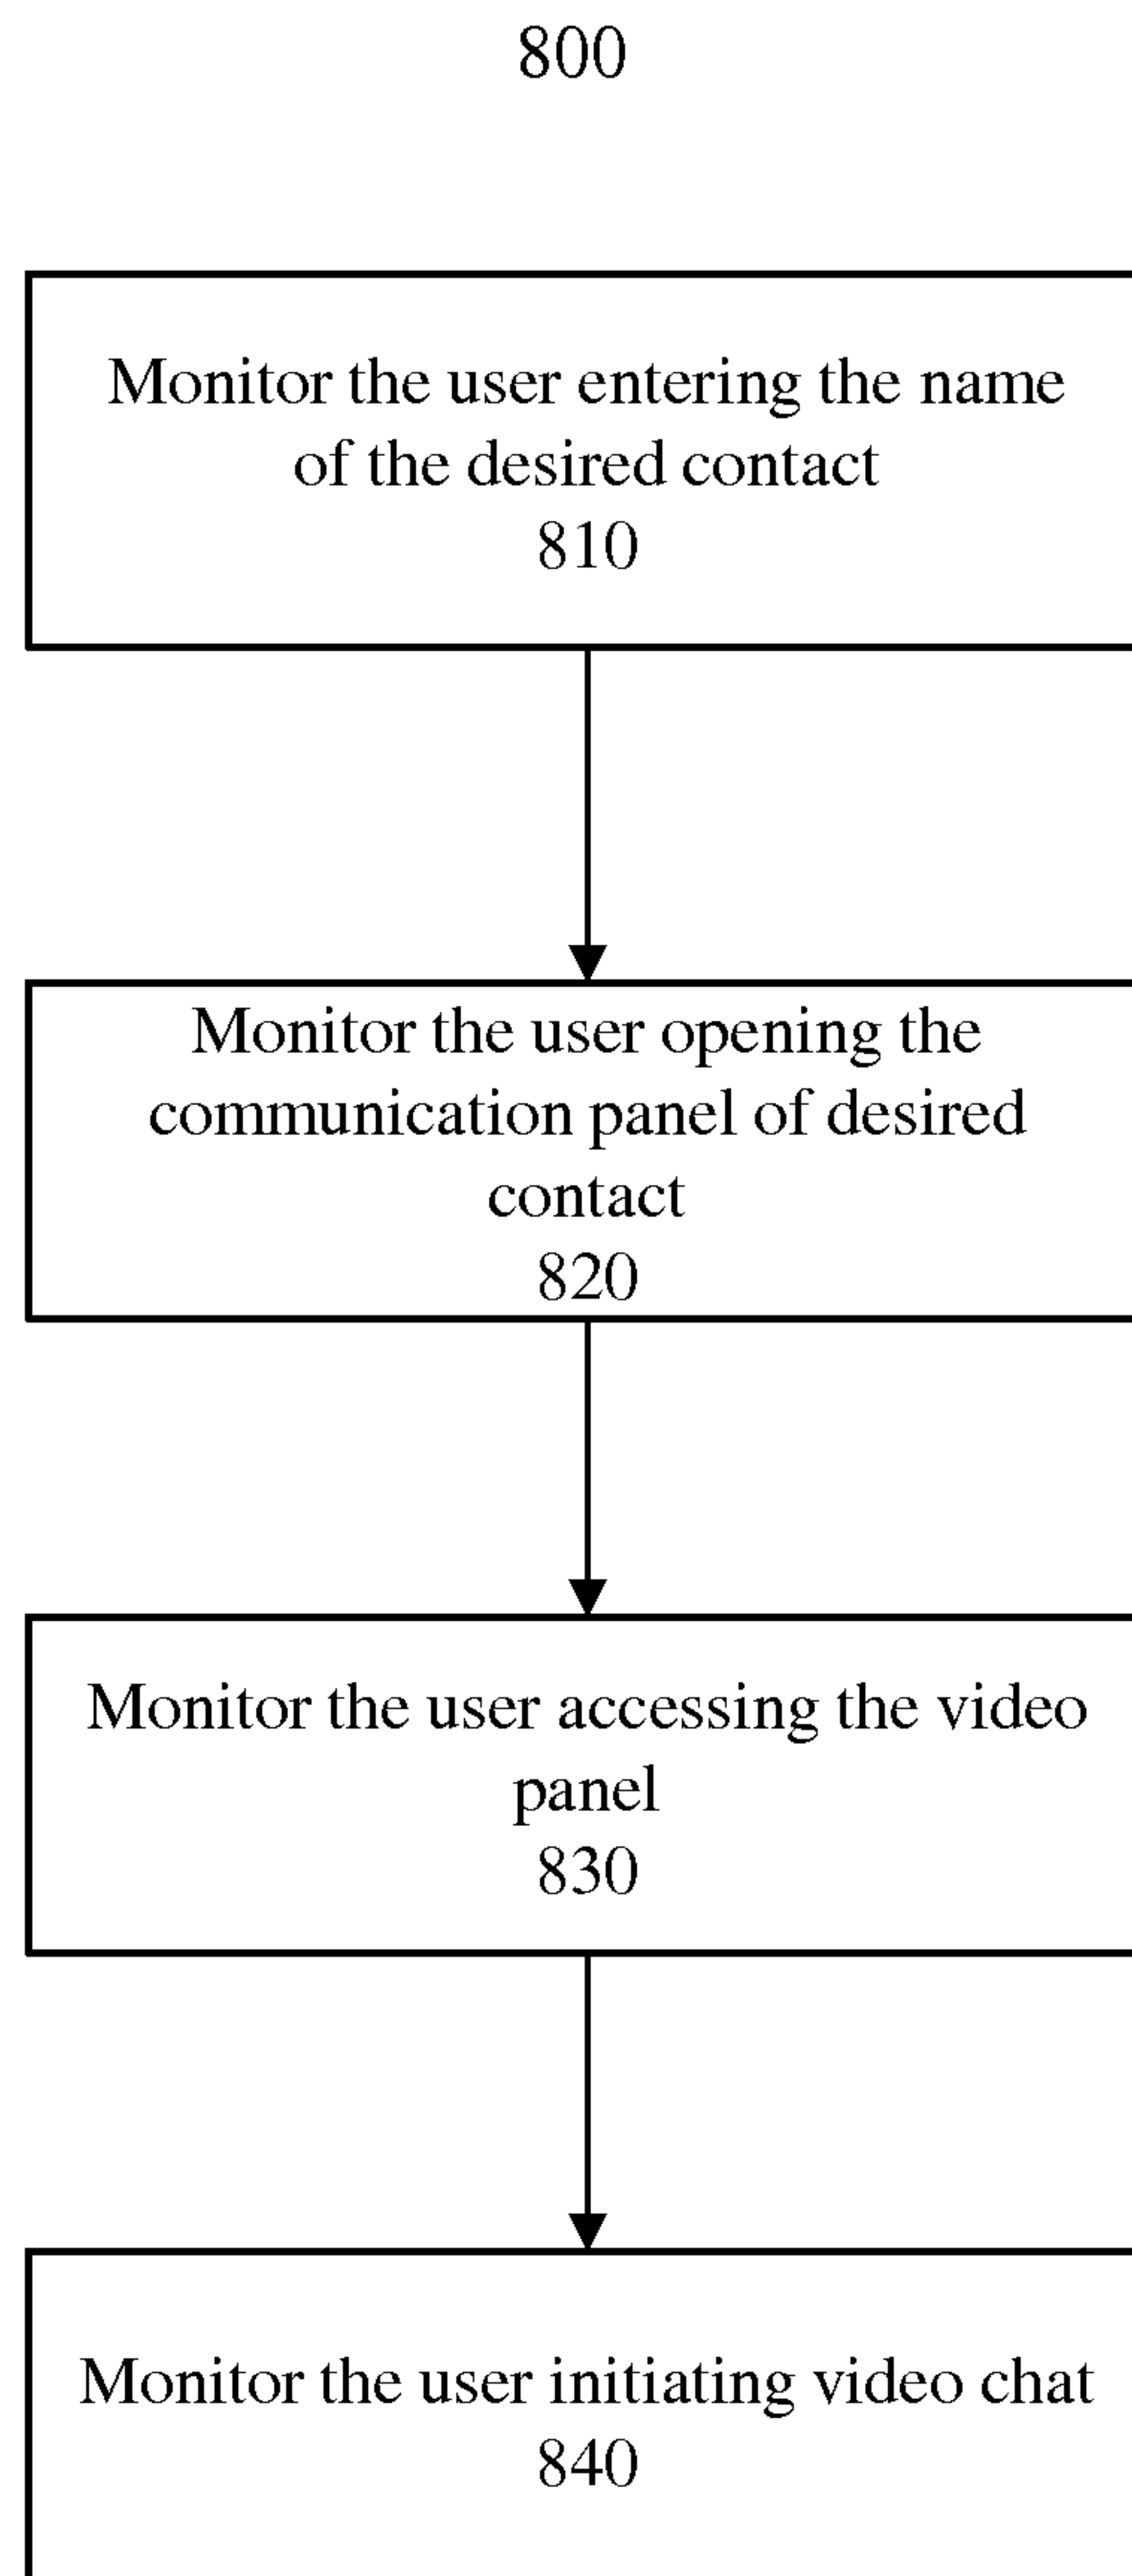 800
Monitor the user entering the name
of the desired contact
810
Monitor the user opening the
communication panel of desired
contact
820
Monitor the user accessing the video
panel
830
Monitor the user initiating video chat
840